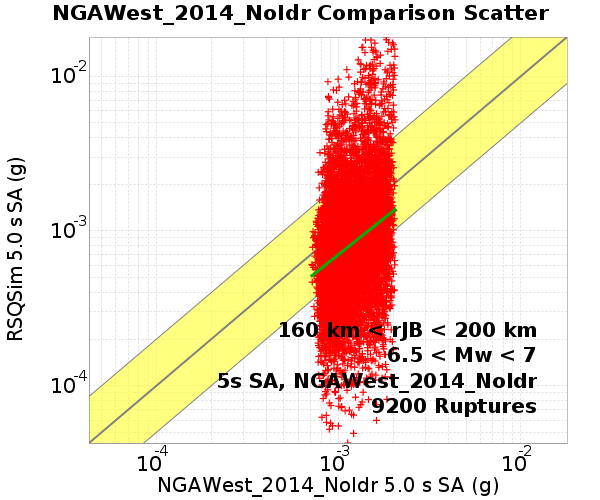 NGAWest_2014_NoIdr Comparison Scatter
RSQSim 5.0 s SA (g)
10-2
10-3
10-4
160 km < rJB < 200 km
6.5 < Mw < 7
5s SA, NGAWest_2014_NoIdr
9200 Ruptures
10-4 10-3 10-2
NGAWest_2014_NoIdr 5.0 s SA (g)